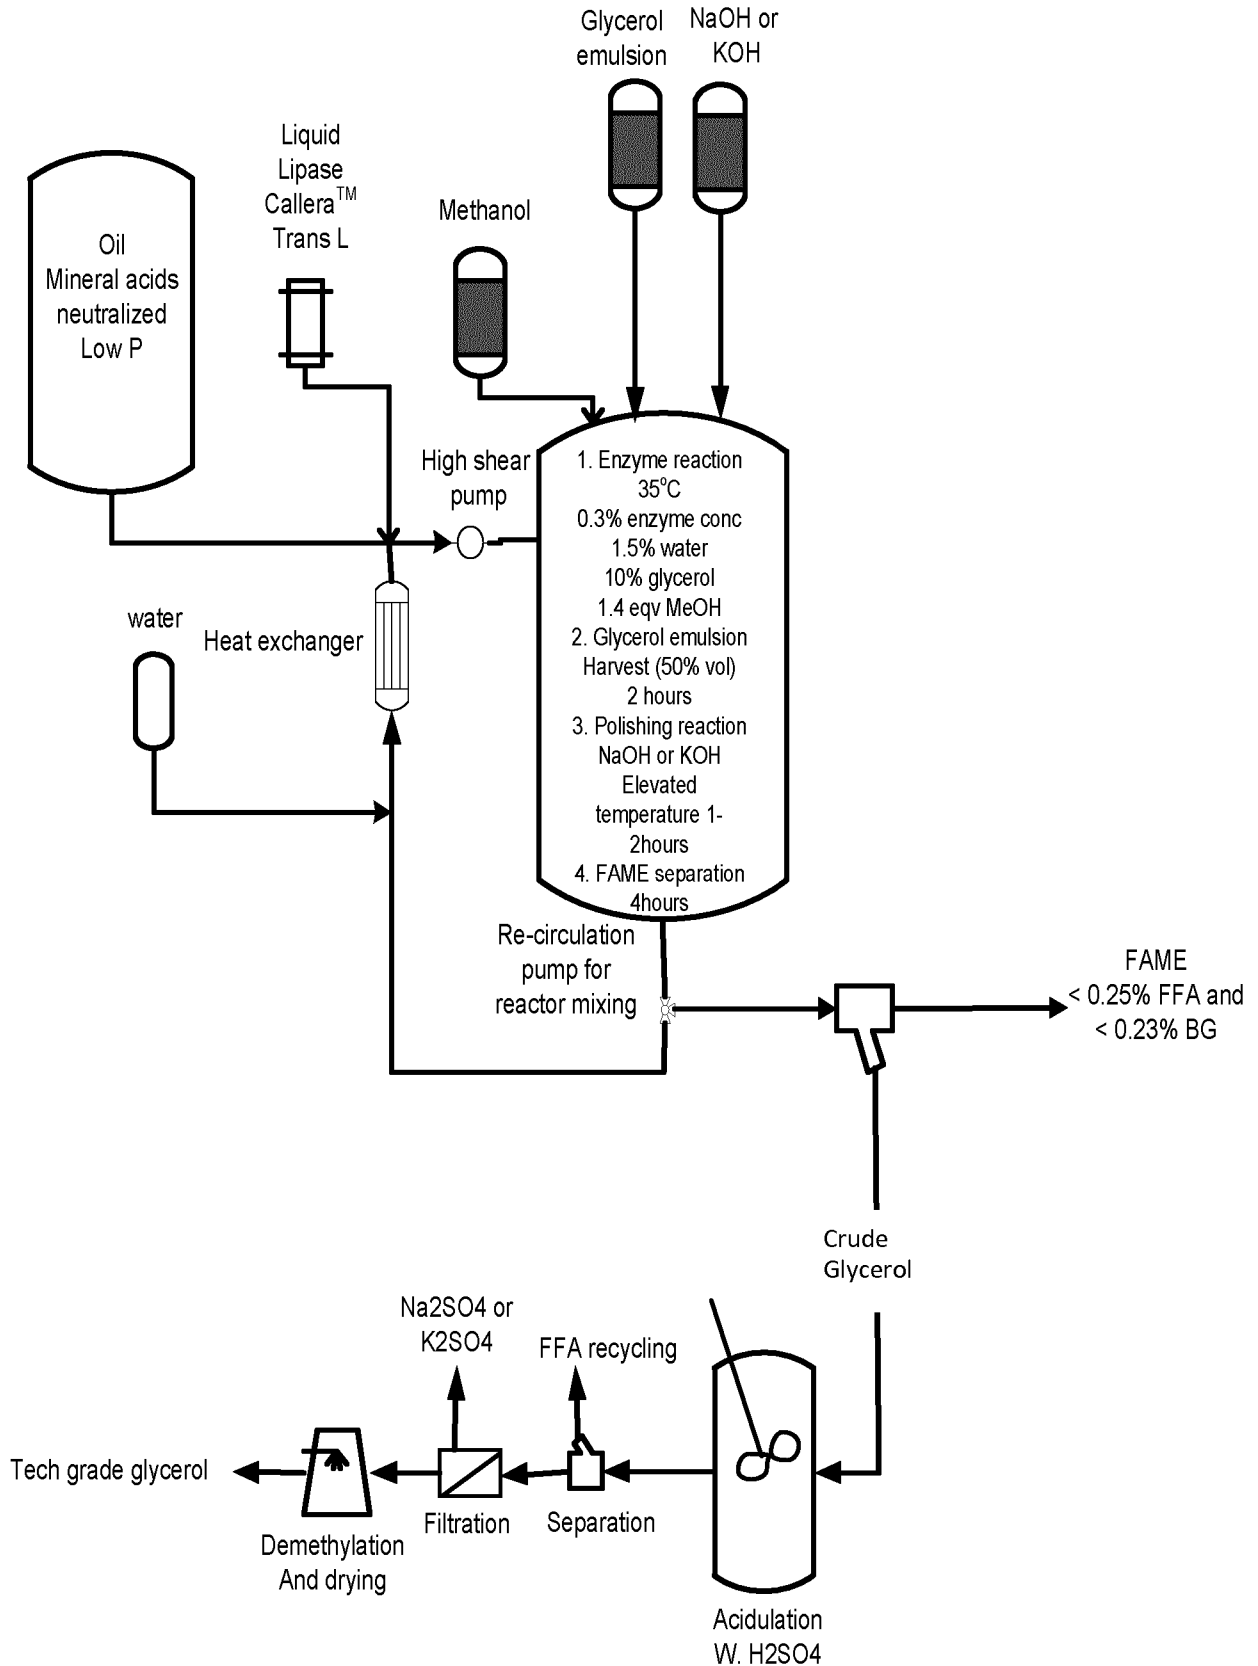 Glycerol
emulsion
NaOH or
KOH
Liquid
Lipase
Callera™
Trans L
Methanol
Oil
Mineral acids
neutralized
Low P
High shear
pump
1. Enzyme reaction
35°C
0.3% enzyme conc
1.5% water
10% glycerol
1.4 eqv MeOH
2. Glycerol emulsion
Harvest (50% vol)
2 hours
3. Polishing reaction
NaOH or KOH
Elevated
temperature 1-
2hours
4. FAME separation
4hours
water
Heat exchanger
Re-circulation
pump for
reactor mixing
FAME
< 0.25% FFA and
< 0.23% BG
Crude
Glycerol
Na2SO4 or
K2SO4
FFA recycling
Tech grade glycerol
Filtration
Separation
Demethylation
And drying
Acidulation
W. H2SO4